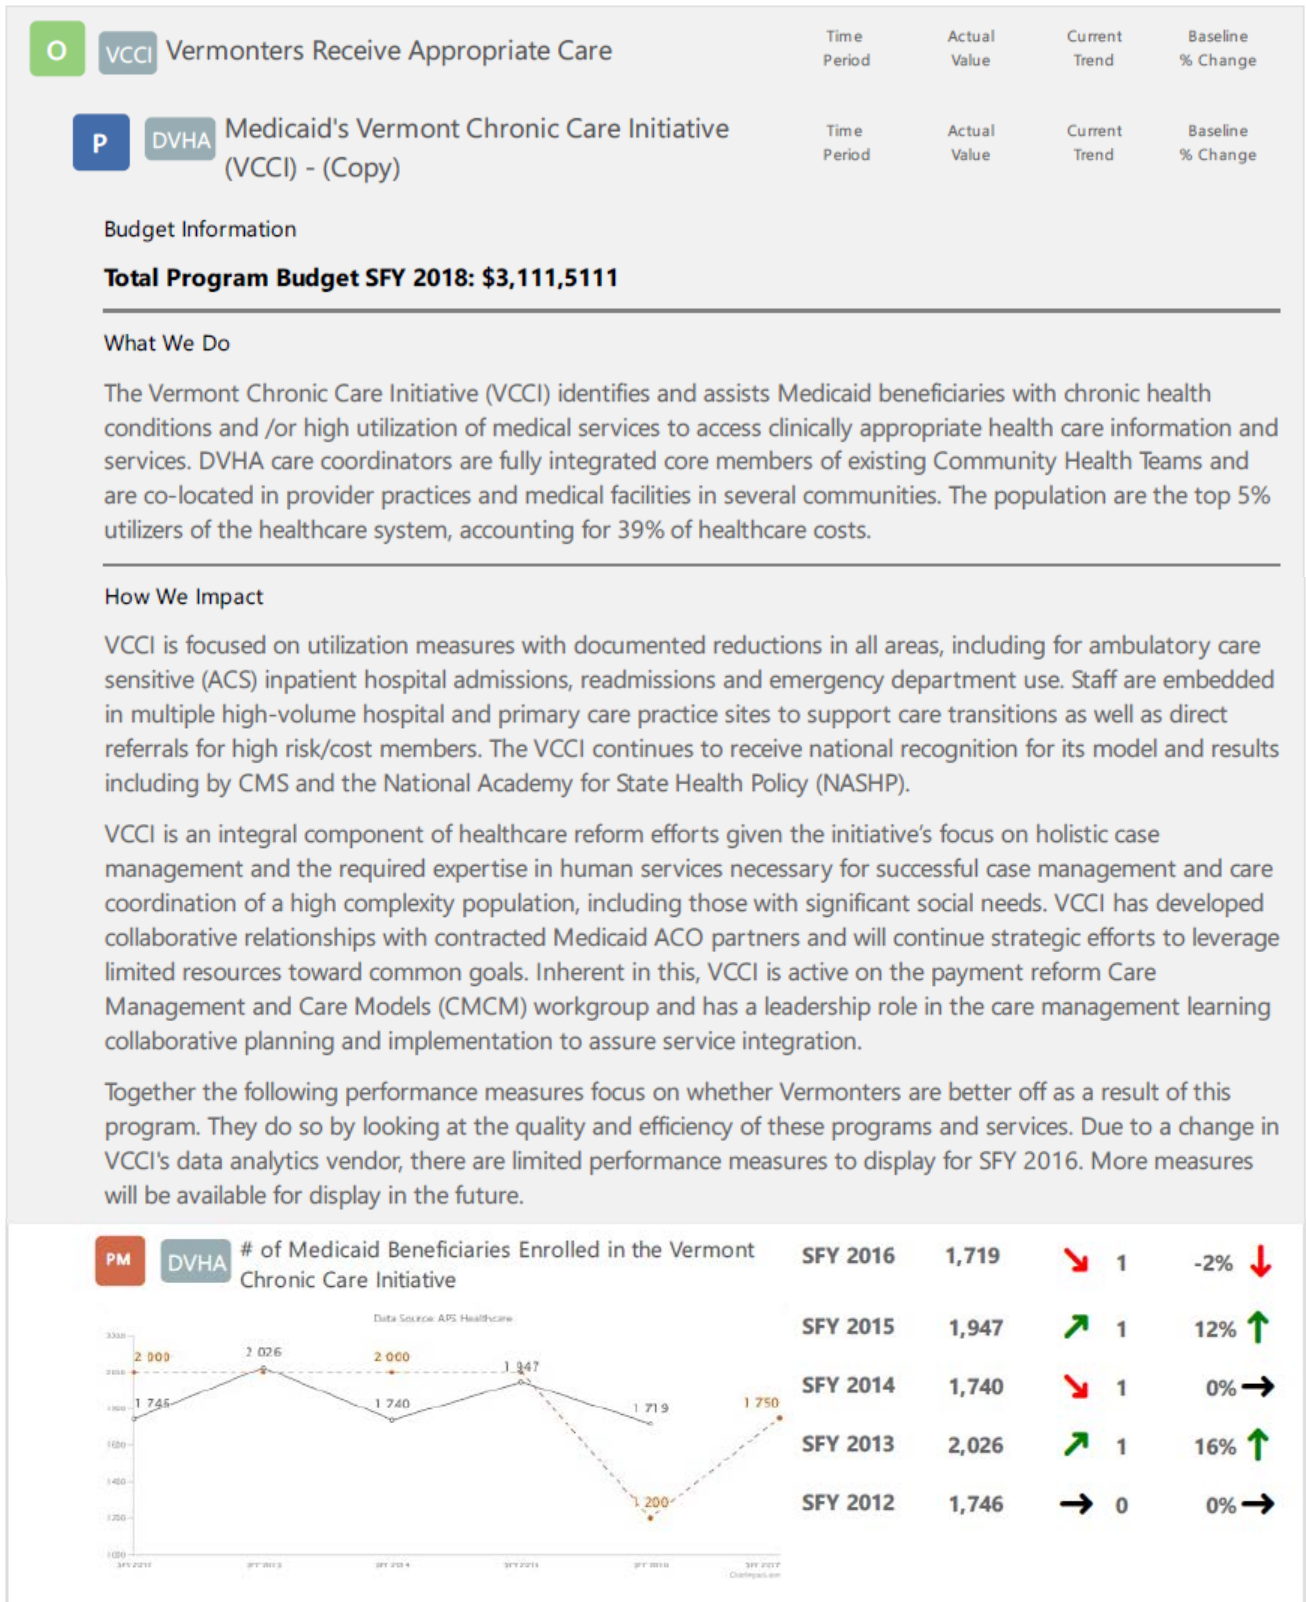 O VCCI Vermonters Receive Appropriate Care Time Period Actual Value Current Trend Baseline % Change
P DVHA Medicaid's Vermont Chronic Care Initiative (VCCI) - (Copy) Time Period Actual Value Current Trend Baseline % Change
Budget Information
Total Program Budget SFY 2018: $3,111,5111
What We Do
The Vermont Chronic Care Initiative (VCCI) identifies and assists Medicaid beneficiaries with chronic health
conditions and /or high utilization of medical services to access clinically appropriate health care information and
services. DVHA care coordinators are fully integrated core members of existing Community Health Teams and
are co-located in provider practices and medical facilities in several communities. The population are the top 5%
utilizers of the healthcare system, accounting for 39% of healthcare costs.
How We Impact
VCCI is focused on utilization measures with documented reductions in all areas, including for ambulatory care
sensitive (ACS) inpatient hospital admissions, readmissions and emergency department use. Staff are embedded
in multiple high-volume hospital and primary care practice sites to support care transitions as well as direct
referrals for high risk/cost members. The VCCI continues to receive national recognition for its model and results
including by CMS and the National Academy for State Health Policy (NASHP).
VCCI is an integral component of healthcare reform efforts given the initiative's focus on holistic case
management and the required expertise in human services necessary for successful case management and care
coordination of a high complexity population, including those with significant social needs. VCCI has developed
collaborative relationships with contracted Medicaid ACO partners and will continue strategic efforts to leverage
limited resources toward common goals. Inherent in this, VCCI is active on the payment reform Care
Management and Care Models (CMCM) workgroup and has a leadership role in the care management learning
collaborative planning and implementation to assure service integration.
Together the following performance measures focus on whether Vermonters are better off as a result of this
program. They do so by looking at the quality and efficiency of these programs and services. Due to a change in
VCCI's data analytics vendor, there are limited performance measures to display for SFY 2016. More measures
will be available for display in the future.
PM DVHA # of Medicaid Beneficiaries Enrolled in the Vermont
Chronic Care Initiative
Data Source: APS Healthcare
2 000
2 026
2 000
1 947
1 746
1 740
1 719
1 750
1 200
SFY 2012 SFY 2013 SFY 2014 SFY 2015 SFY 2016 SFY 2017
SFY 2016 1,719 1 -2%
SFY 2015 1,947 1 12%
SFY 2014 1,740 1 0%
SFY 2013 2,026 1 16%
SFY 2012 1,746 0 0%